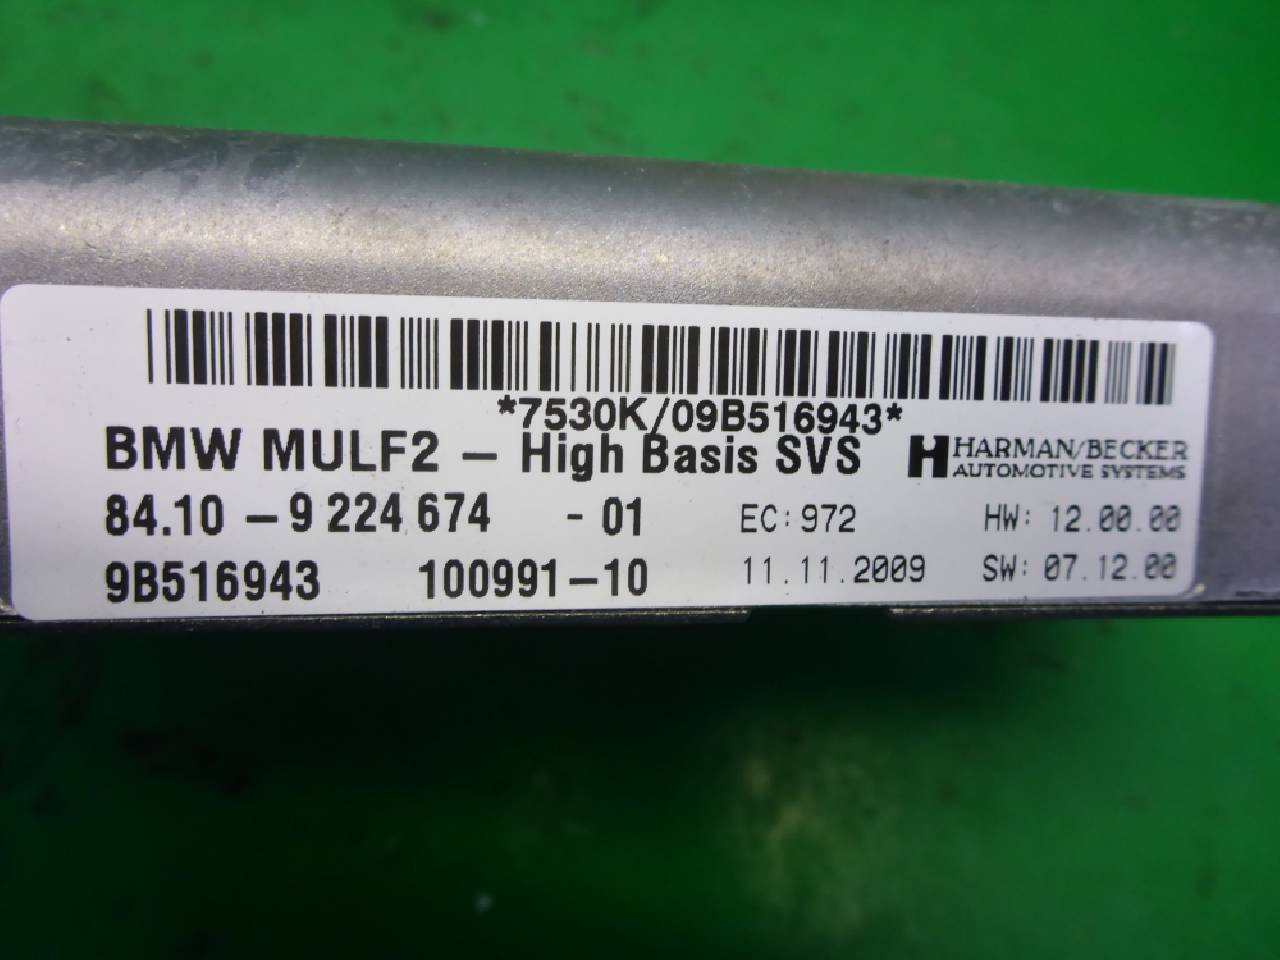 *7530K/09B516943*
BMW MULF2 – High Basis SVS
HARMAN/BECKER
AUTOMOTIVE SYSTEMS
84.10 – 9 224 674 - 01 EC: 972 HW: 12.00.00
9B516943 100991–10 11.11.2009 SW: 07.12.00